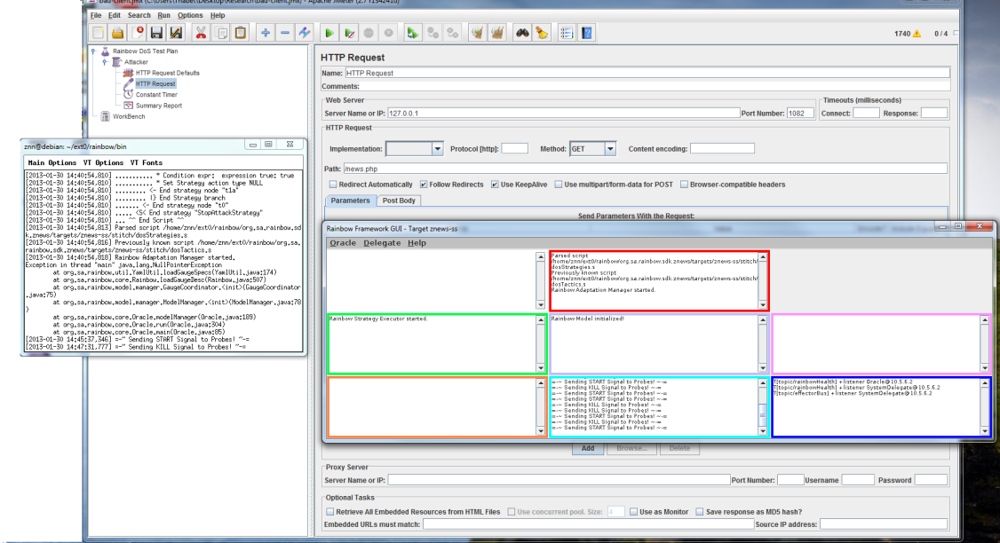 bad-client.jmx (C:\Users\Thabet\Desktop\Research\bad-client.jmx) - Apache JMeter (2.7 r1342410)
File Edit Search Run Options Help
1740 0 / 4
Rainbow DoS Test Plan
Attacker
HTTP Request Defaults
HTTP Request
Constant Timer
Summary Report
WorkBench
HTTP Request
Name: HTTP Request
Comments:
Web Server
Server Name or IP: 127.0.0.1
Port Number: 1082
Timeouts (milliseconds)
Connect: Response:
HTTP Request
Implementation: Protocol [http]: Method: GET Content encoding:
Path: /news.php
Redirect Automatically Follow Redirects Use KeepAlive Use multipart/form-data for POST Browser-compatible headers
Parameters Post Body
Send Parameters With the Request:
znn@debian: ~/ext0/rainbow/bin
Main Options VT Options VT Fonts
[2013-01-30 14:40:54,810] ........... * Condition expr: expression true: true
[2013-01-30 14:40:54,810] ........... * Set Strategy action type NULL
[2013-01-30 14:40:54,810] ......... <- End strategy node "t1a"
[2013-01-30 14:40:54,810] ........ |} End Strategy branch
[2013-01-30 14:40:54,810] ....... <- End strategy node "t0"
[2013-01-30 14:40:54,810] ..... <S< End strategy "StopAttackStrategy"
[2013-01-30 14:40:54,810] ... ^^ End Script ^^
[2013-01-30 14:40:54,813] Parsed script /home/znn/ext0/rainbow/org.sa.rainbow.sd
k.znews/targets/znews-ss/stitch/dosStrategies.s
[2013-01-30 14:40:54,816] Previously known script /home/znn/ext0/rainbow/org.sa.
rainbow.sdk.znews/targets/znews-ss/stitch/dosTactics.s
[2013-01-30 14:40:54,818] Rainbow Adaptation Manager started.
Exception in thread "main" java.lang.NullPointerException
at org.sa.rainbow.util.YamlUtil.loadGaugeSpecs(YamlUtil.java:174)
at org.sa.rainbow.core.Rainbow.loadGaugeDesc(Rainbow.java:507)
at org.sa.rainbow.model.manager.GaugeCoordinator.<init>(GaugeCoordinator
.java:75)
at org.sa.rainbow.model.manager.ModelManager.<init>(ModelManager.java:78
)
at org.sa.rainbow.core.Oracle.modelManager(Oracle.java:189)
at org.sa.rainbow.core.Oracle.run(Oracle.java:304)
at org.sa.rainbow.core.Oracle.main(Oracle.java:85)
[2013-01-30 14:45:37,346] =-~ Sending START Signal to Probes! ~-=
[2013-01-30 14:47:31,777] =-~ Sending KILL Signal to Probes! ~-=
Rainbow Framework GUI - Target znews-ss
Oracle Delegate Help
Parsed script
/home/znn/ext0/rainbow/org.sa.rainbow.sdk.znews/targets/znews-ss/stitch/
dosStrategies.s
Previously known script
/home/znn/ext0/rainbow/org.sa.rainbow.sdk.znews/targets/znews-ss/stitch/
dosTactics.s
Rainbow Adaptation Manager started.
Rainbow Strategy Executor started.
Rainbow Model initialized!
=-~ Sending START Signal to Probes! ~-=
=-~ Sending KILL Signal to Probes! ~-=
=-~ Sending START Signal to Probes! ~-=
=-~ Sending KILL Signal to Probes! ~-=
=-~ Sending KILL Signal to Probes! ~-=
=-~ Sending START Signal to Probes! ~-=
=-~ Sending KILL Signal to Probes! ~-=
=-~ Sending START Signal to Probes! ~-=
T[topic/rainbowHealth] +listener Oracle@10.5.6.2
T[topic/rainbowHealth] +listener SystemDelegate@10.5.6.2
T[topic/effectorBus] +listener SystemDelegate@10.5.6.2
Add Browse... Delete
Proxy Server
Server Name or IP: Port Number: Username Password
Optional Tasks
Retrieve All Embedded Resources from HTML Files Use concurrent pool. Size: 4 Use as Monitor Save response as MD5 hash?
Embedded URLs must match: Source IP address: